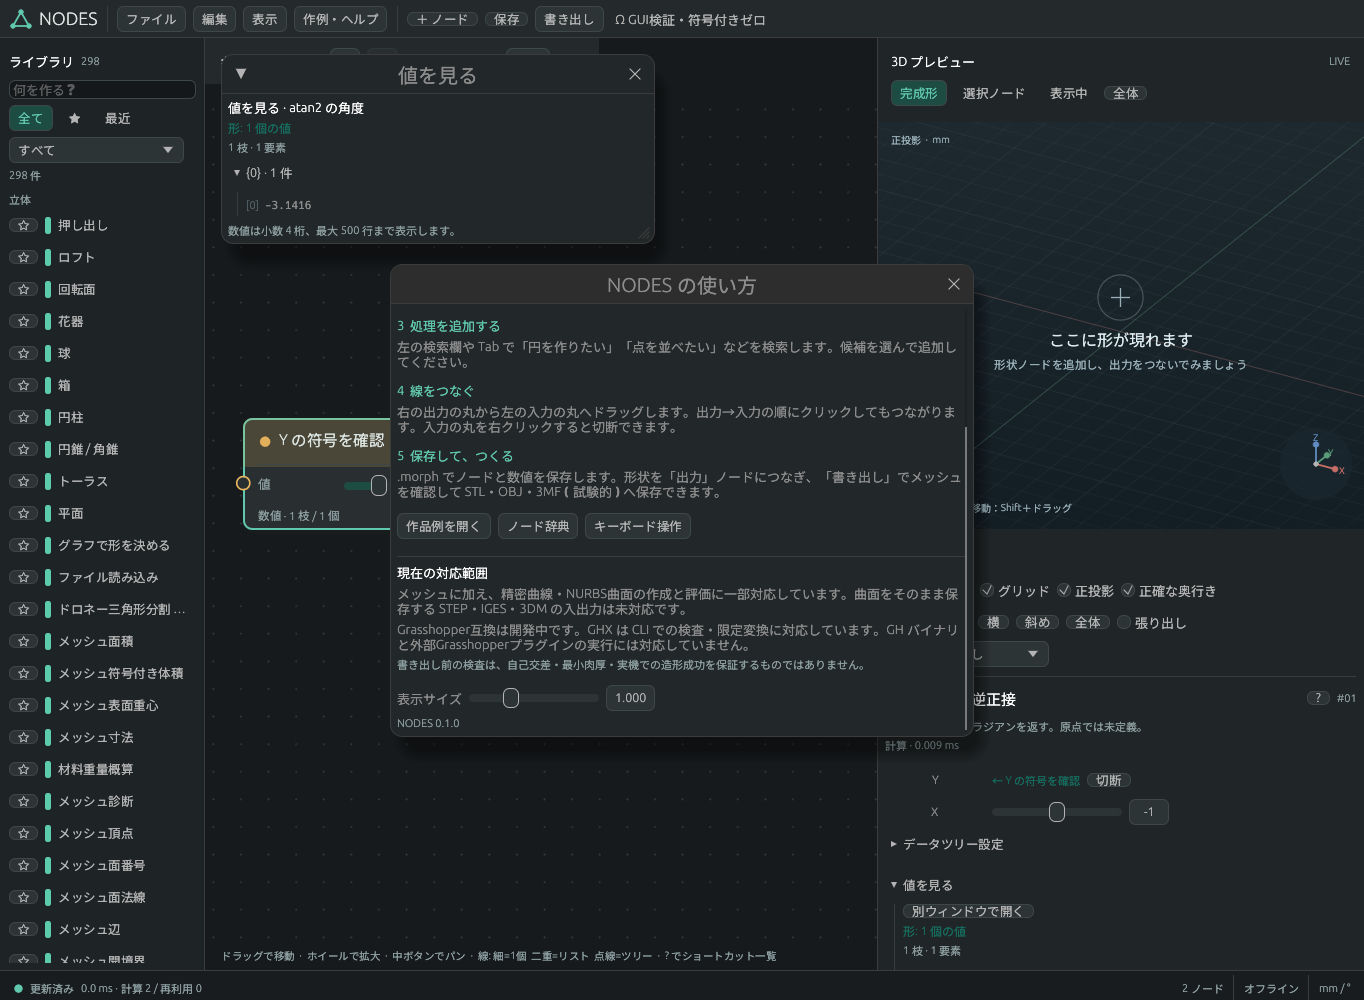 NODES ファイル 編集 表示 作例・ヘルプ ＋ ノード 保存 書き出し Ω GUI検証・符号付きゼロ
ライブラリ 298
何を作る？
全て ★ 最近
すべて
298 件
立体
押し出し
ロフト
回転面
花器
球
箱
円柱
円錐 / 角錐
トーラス
平面
グラフで形を決める
ファイル読み込み
ドロネー三角形分割 …
メッシュ面積
メッシュ符号付き体積
メッシュ表面重心
メッシュ寸法
材料重量概算
メッシュ診断
メッシュ頂点
メッシュ面番号
メッシュ面法線
メッシュ辺
メッシュ開境界
値を見る
値を見る · atan2 の角度
形: 1 個の値
1 枝 · 1 要素
{0} · 1 件
[0] -3.1416
数値は小数 4 桁、最大 500 行まで表示します。
Y の符号を確認
値
数値 · 1 枝 / 1 個
NODES の使い方
3 処理を追加する
左の検索欄や Tab で「円を作りたい」「点を並べたい」などを検索します。候補を選んで追加し
てください。
4 線をつなぐ
右の出力の丸から左の入力の丸へドラッグします。出力→入力の順にクリックしてもつながりま
す。入力の丸を右クリックすると切断できます。
5 保存して、つくる
.morph でノードと数値を保存します。形状を「出力」ノードにつなぎ、「書き出し」でメッシュ
を確認して STL・OBJ・3MF ( 試験的 ) へ保存できます。
作品例を開く ノード辞典 キーボード操作
現在の対応範囲
メッシュに加え、精密曲線・NURBS曲面の作成と評価に一部対応しています。曲面をそのまま保
存する STEP・IGES・3DM の入出力は未対応です。
Grasshopper互換は開発中です。GHX は CLI での検査・限定変換に対応しています。GH バイナリ
と外部Grasshopperプラグインの実行には対応していません。
書き出し前の検査は、自己交差・最小肉厚・実機での造形成功を保証するものではありません。
表示サイズ 1.000
NODES 0.1.0
ドラッグで移動 · ホイールで拡大 · 中ボタンでパン · 線: 細=1個 二重=リスト 点線=ツリー · ? でショートカット一覧
3D プレビュー LIVE
完成形 選択ノード 表示中 全体
正投影 · mm
ここに形が現れます
形状ノードを追加し、出力をつないでみましょう
Z
Y
X
移動：Shift＋ドラッグ
グリッド 正投影 正確な奥行き
横 斜め 全体 張り出し
し
逆正接 ? #01
ラジアンを返す。原点では未定義。
計算 · 0.009 ms
Y ← Y の符号を確認 切断
X -1
データツリー設定
値を見る
別ウィンドウで開く
形: 1 個の値
1 枝 · 1 要素
更新済み 0.0 ms · 計算 2 / 再利用 0 2 ノード オフライン mm / °